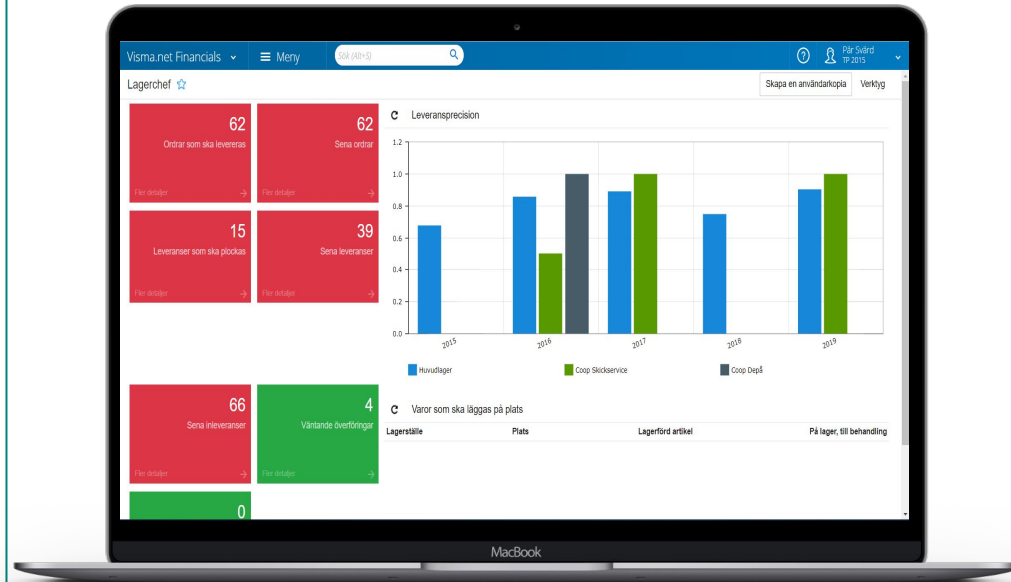 Visma.net Financials
Meny
Sök (Alt+S)
Pär Svärd
TP 2015
Lagerchef
Skapa en användarkopia
Verktyg
62
Ordrar som ska levereras
Fler detaljer
62
Sena ordrar
Fler detaljer
15
Leveranser som ska plockas
Fler detaljer
39
Sena leveranser
Fler detaljer
66
Sena inleveranser
Fler detaljer
4
Väntande överföringar
Fler detaljer
0
Leveransprecision
1.2
1.0
0.8
0.6
0.4
0.2
0.0
2015 2016 2017 2018 2019
Huvudlager Coop Skickservice Coop Depå
Varor som ska läggas på plats
Lagerställe Plats Lagerförd artikel På lager, till behandling
MacBook